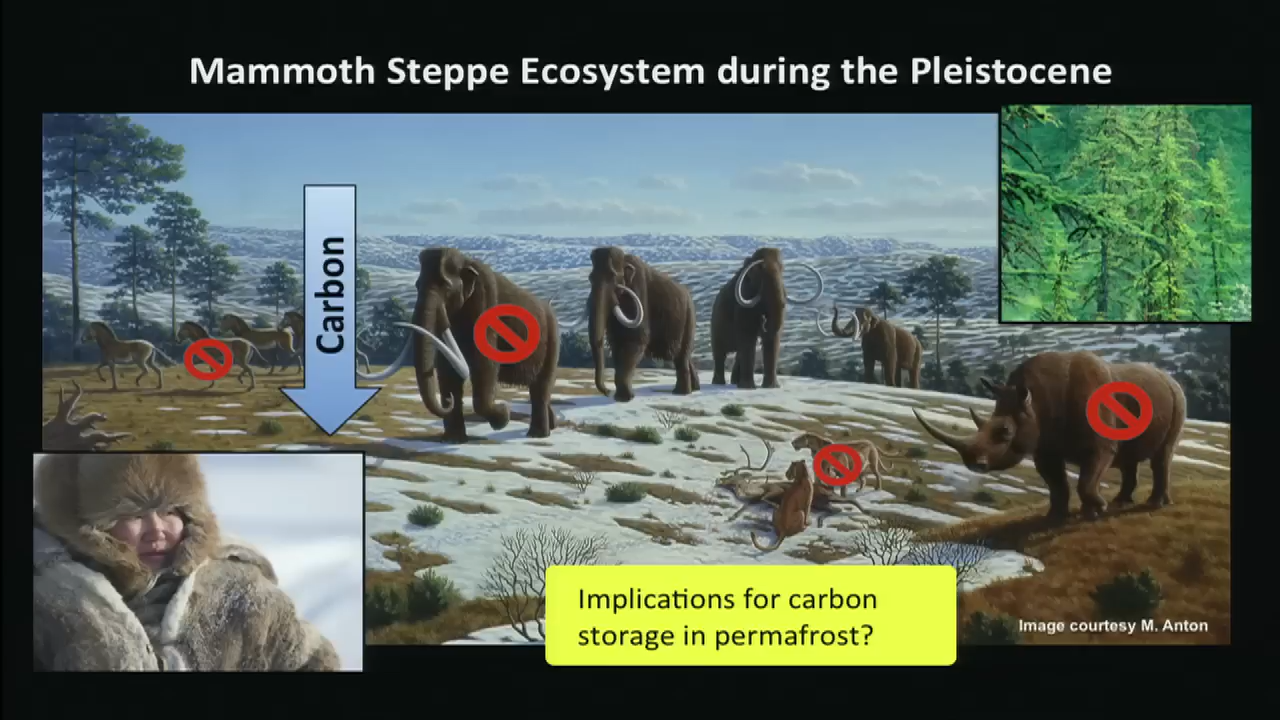 Mammoth Steppe Ecosystem during the Pleistocene
Carbon
Implications for carbon
storage in permafrost?
Image courtesy M. Anton